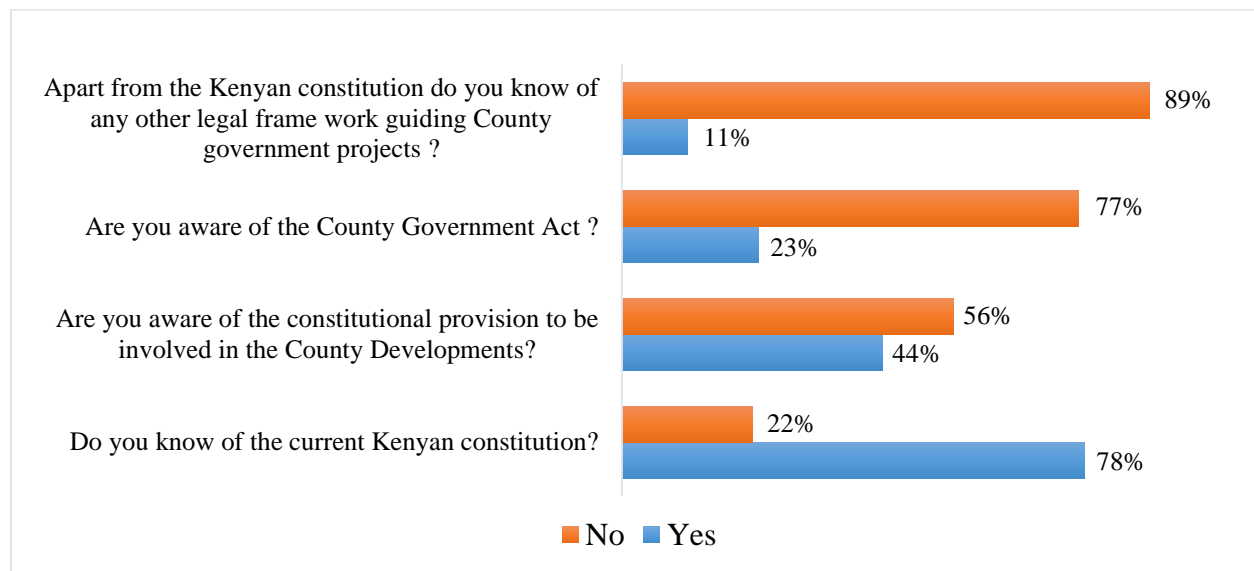 Apart from the Kenyan constitution do you know of
any other legal frame work guiding County
government projects ?
89%
11%
Are you aware of the County Government Act ?
77%
23%
Are you aware of the constitutional provision to be
involved in the County Developments?
56%
44%
Do you know of the current Kenyan constitution?
22%
78%
No Yes